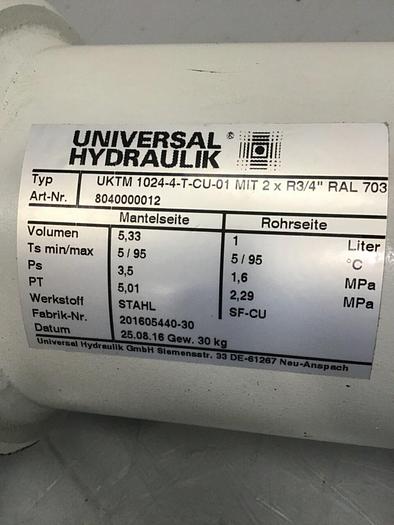 UNIVERSAL ®
HYDRAULIK
Typ UKTM 1024-4-T-CU-01 MIT 2 x R3/4" RAL 703
Art-Nr. 8040000012
Mantelseite Rohrseite
Volumen 5,33 1 Liter
Ts min/max 5 / 95 5 / 95 °C
Ps 3,5 1,6 MPa
PT 5,01 2,29 MPa
Werkstoff STAHL SF-CU
Fabrik-Nr. 201605440-30
Datum 25.08.16 Gew. 30 kg
Universal Hydraulik GmbH Siemensstr. 33 DE-61267 Neu-Anspach